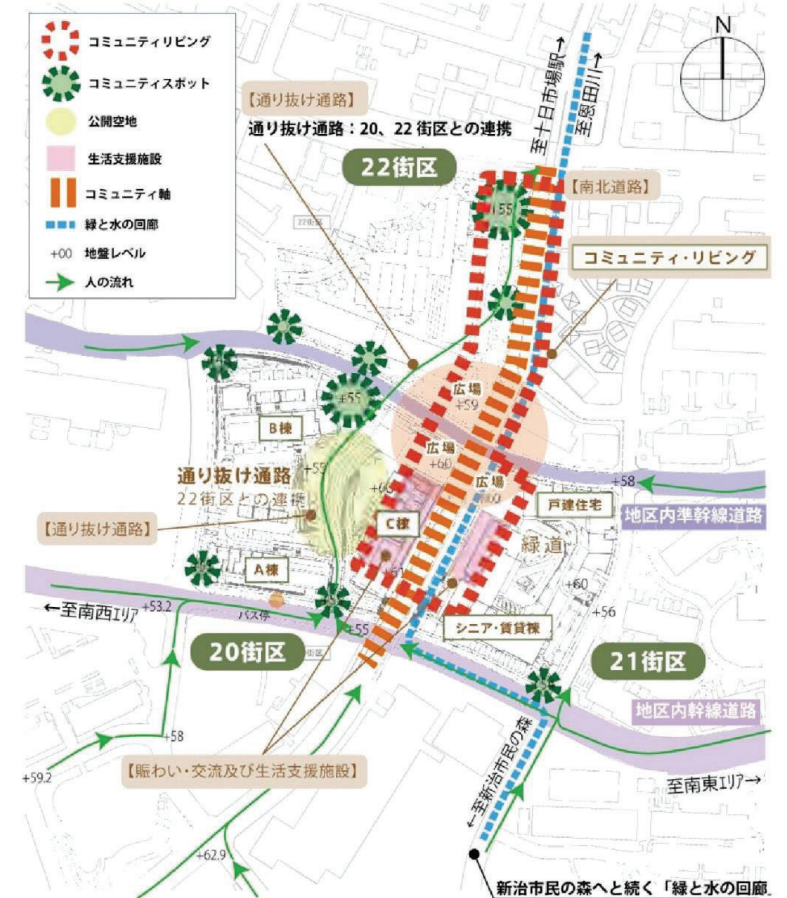 コミュニティリビング
コミュニティスポット
公開空地
生活支援施設
コミュニティ軸
緑と水の回廊
+00 地盤レベル
人の流れ
N
至十日市場駅→
至恩田川→
【通り抜け通路】
通り抜け通路：20、22 街区との連携
22街区
+55
【南北道路】
コミュニティ・リビング
広場
+59
+55
B棟
広場
+60
広場
+60
+58
通り抜け通路
22街区との連携
+55
戸建住宅
地区内準幹線道路
【通り抜け通路】
C棟
緑道
+61
A棟
+60
←至南西エリア
+53.2
バス停
+55
+56
シニア・賃貸棟
20街区
21街区
+58
地区内幹線道路
【賑わい・交流及び生活支援施設】
+59.2
←至新治市民の森
至南東エリア→
+62.9
新治市民の森へと続く「緑と水の回廊」